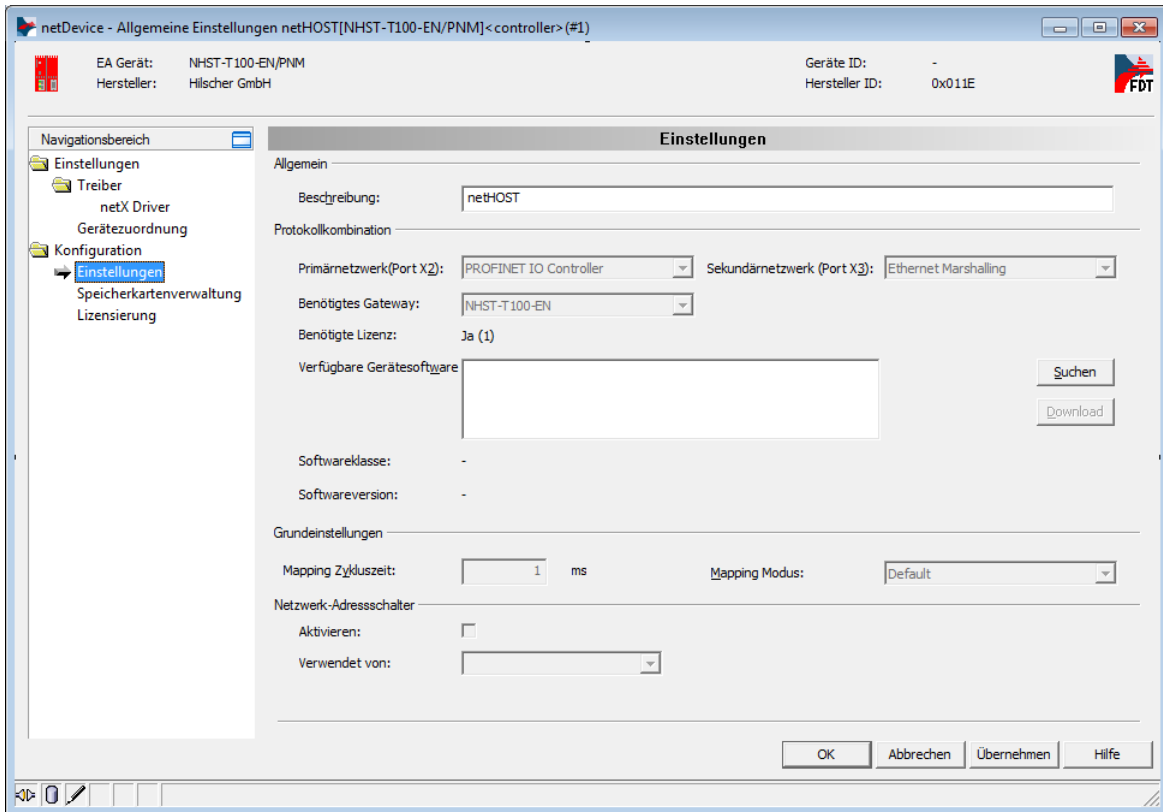 netDevice - Allgemeine Einstellungen netHOST[NHST-T100-EN/PNM]<controller>(#1)
EA Gerät: NHST-T100-EN/PNM Geräte ID: -
Hersteller: Hilscher GmbH Hersteller ID: 0x011E
FDT
Navigationsbereich
Einstellungen
Treiber
netX Driver
Gerätezuordnung
Konfiguration
Einstellungen
Speicherkartenverwaltung
Lizensierung
Einstellungen
Allgemein
Beschreibung: netHOST
Protokollkombination
Primärnetzwerk(Port X2): PROFINET IO Controller Sekundärnetzwerk (Port X3): Ethernet Marshalling
Benötigtes Gateway: NHST-T100-EN
Benötigte Lizenz: Ja (1)
Verfügbare Gerätesoftware Suchen
Download
Softwareklasse: -
Softwareversion: -
Grundeinstellungen
Mapping Zykluszeit: 1 ms Mapping Modus: Default
Netzwerk-Adressschalter
Aktivieren:
Verwendet von:
OK Abbrechen Übernehmen Hilfe